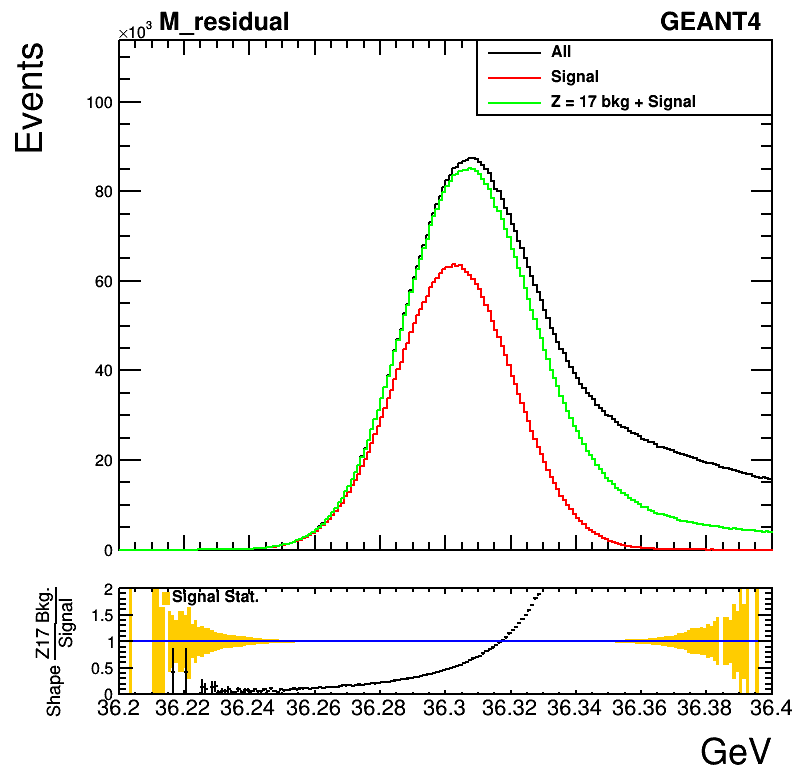 ×10³ M_residual GEANT4
Events
All
Signal
Z = 17 bkg + Signal
100
80
60
40
20
0
Signal Stat.
Shape Z17 Bkg.
Signal
2
1.5
1
0.5
0
36.2 36.22 36.24 36.26 36.28 36.3 36.32 36.34 36.36 36.38 36.4
GeV